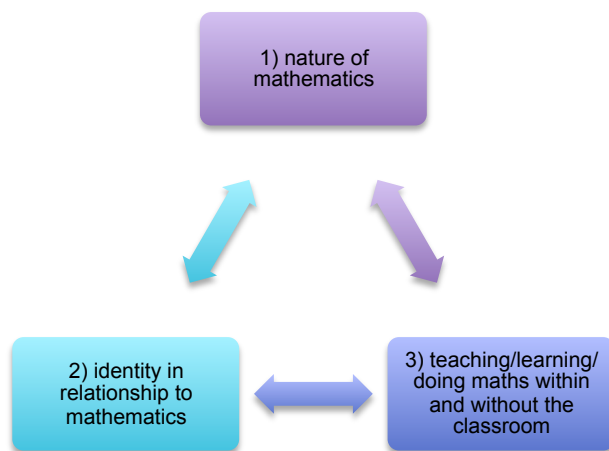 1) nature of
mathematics
2) identity in
relationship to
mathematics
3) teaching/learning/
doing maths within
and without the
classroom